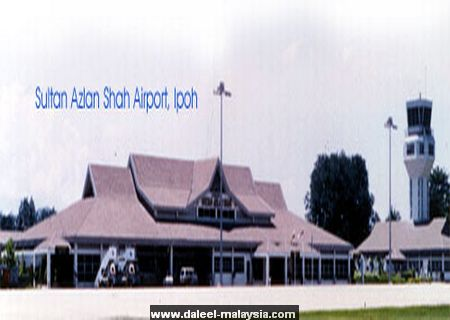 Sultan Azlan Shah Airport, Ipoh
www.daleel-malaysia.com